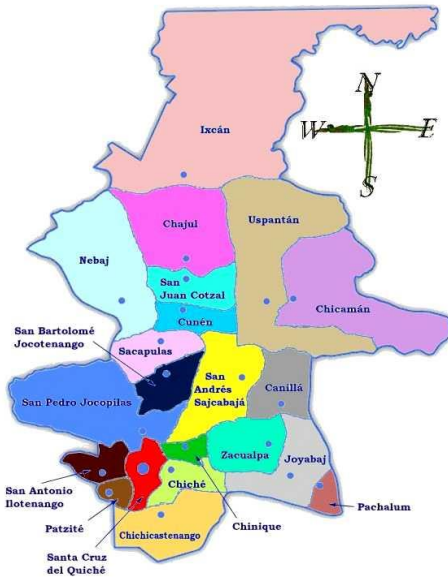 N
W E
S
Ixcán
Chajul
Uspantán
Nebaj
San
Juan Cotzal
Chicamán
Cunén
San Bartolomé
Jocotenango
Sacapulas
San
Andrés
Sajcabajá
Canillá
San Pedro Jocopilas
Zacualpa
Joyabaj
San Antonio
Ilotenango
Chiché
Patzité
Chinique
Pachalum
Santa Cruz
del Quiché
Chichicastenango